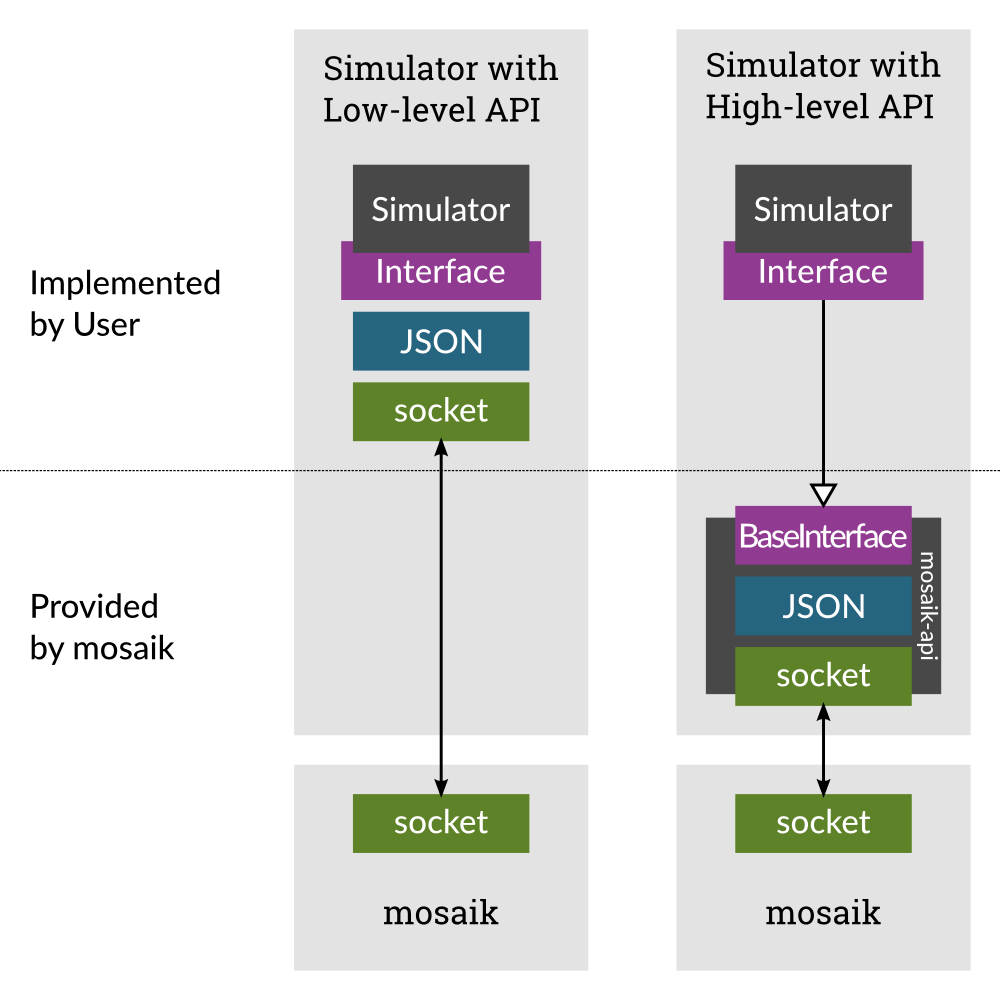 Simulator with
Low-level API
Simulator with
High-level API
Implemented
by User
Simulator
Interface
JSON
socket
Simulator
Interface
Provided
by mosaik
BaseInterface
JSON
socket
mosaik-api
socket
mosaik
socket
mosaik